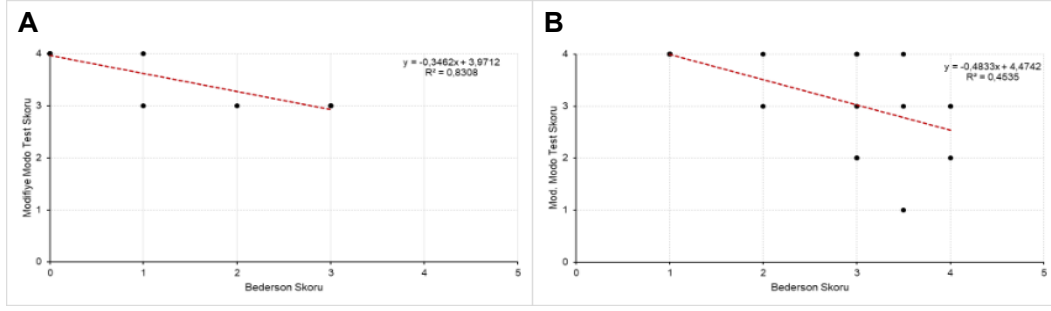 A
y = -0,3462x + 3,9712
R² = 0,8308
Modifiye Modo Test Skoru
4
3
2
1
0
0 1 2 3 4 5
Bederson Skoru
B
y = -0,4833x + 4,4742
R² = 0,4535
Mod. Modo Test Skoru
4
3
2
1
0
0 1 2 3 4 5
Bederson Skoru